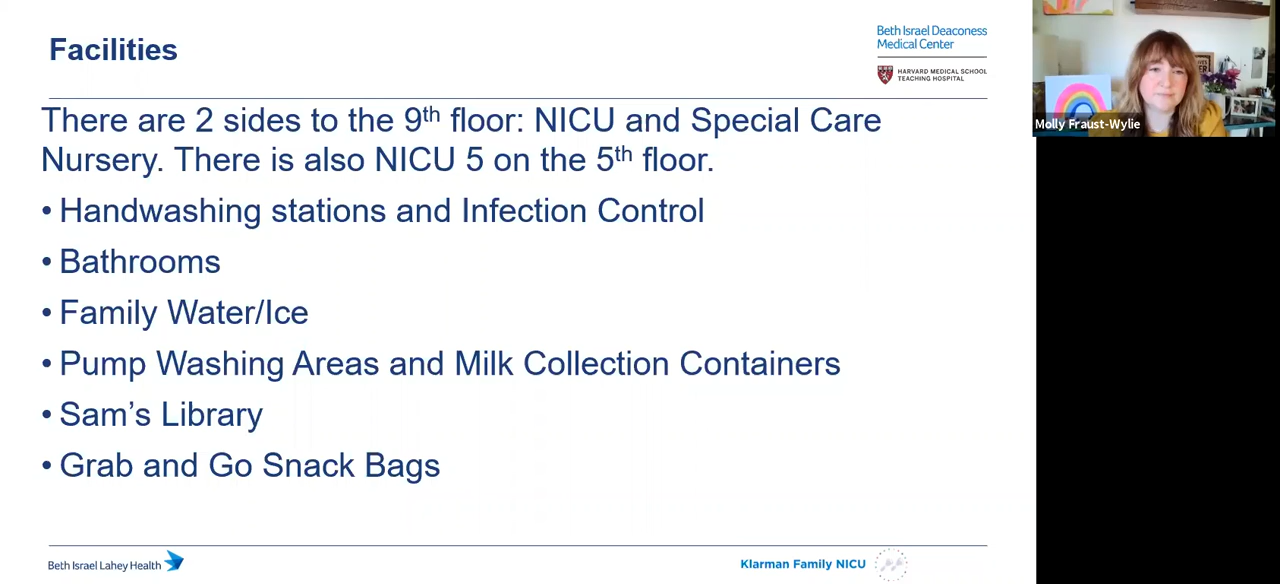 Facilities
Beth Israel Deaconess
Medical Center
HARVARD MEDICAL SCHOOL
TEACHING HOSPITAL
There are 2 sides to the 9th floor: NICU and Special Care
Nursery. There is also NICU 5 on the 5th floor.
• Handwashing stations and Infection Control
• Bathrooms
• Family Water/Ice
• Pump Washing Areas and Milk Collection Containers
• Sam’s Library
• Grab and Go Snack Bags
Beth Israel Lahey Health
Klarman Family NICU
Molly Fraust-Wylie